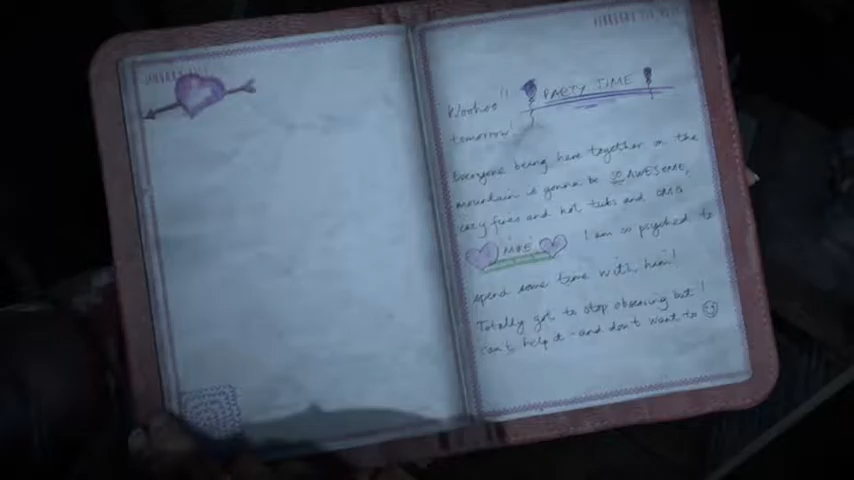 Woohoo!! PARTY TIME
tomorrow!
Everyone being here together on the
mountain is gonna be SO AWESOME,
cozy fires and hot tubs and OMG
MIKE I am so psyched to
spend some time with him!
Totally got to stop obsessing but I
can't help it - and don't want to